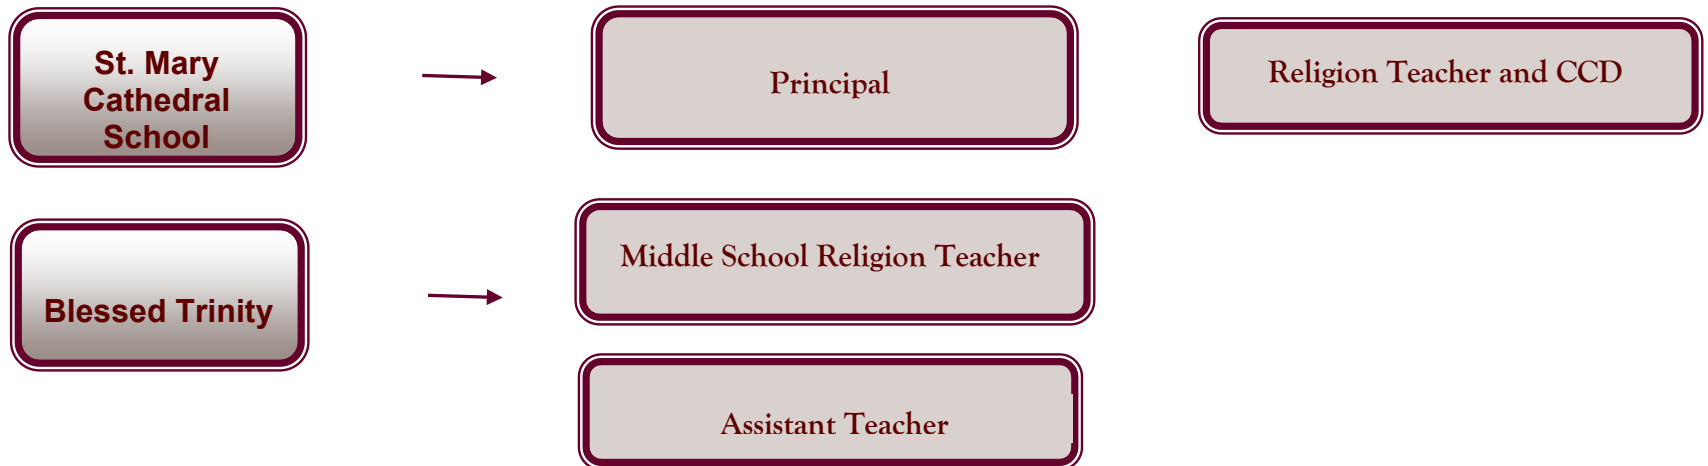 St. Mary
Cathedral
School
Principal
Religion Teacher and CCD
Blessed Trinity
Middle School Religion Teacher
Assistant Teacher